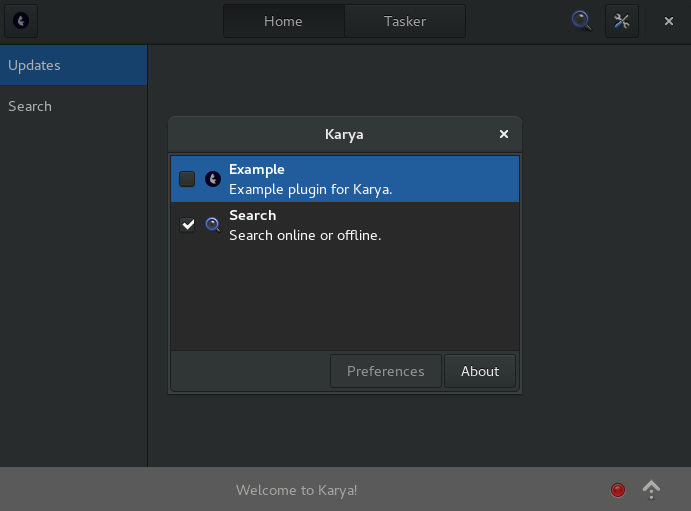 Home
Tasker
Updates
Search
Karya
Example
Example plugin for Karya.
Search
Search online or offline.
Preferences
About
Welcome to Karya!